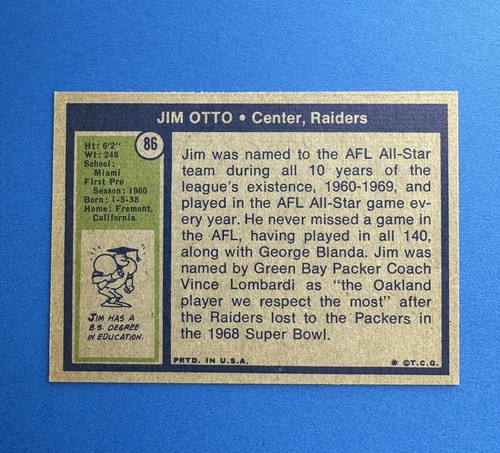 JIM OTTO • Center, Raiders
86
Ht: 6'2"
Wt: 248
School:
Miami
First Pro
Season: 1960
Born: 1-5-38
Home: Fremont,
California
JIM HAS A
B.S. DEGREE
IN EDUCATION.
Jim was named to the AFL All-Star
team during all 10 years of the
league's existence, 1960-1969, and
played in the AFL All-Star game ev-
ery year. He never missed a game in
the AFL, having played in all 140,
along with George Blanda. Jim was
named by Green Bay Packer Coach
Vince Lombardi as "the Oakland
player we respect the most" after
the Raiders lost to the Packers in
the 1968 Super Bowl.
PRTD. IN U.S.A.
* ©T.C.G.